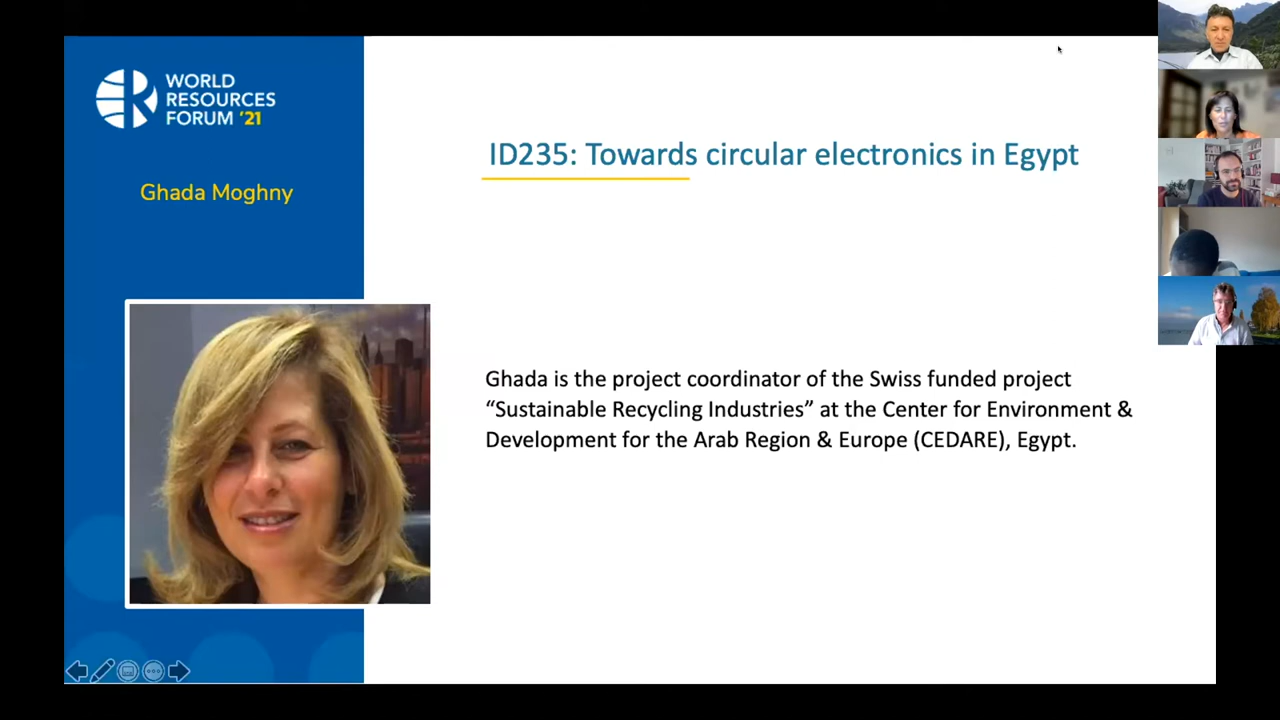 WORLD
RESOURCES
FORUM '21
Ghada Moghny
ID235: Towards circular electronics in Egypt
Ghada is the project coordinator of the Swiss funded project
“Sustainable Recycling Industries” at the Center for Environment &
Development for the Arab Region & Europe (CEDARE), Egypt.